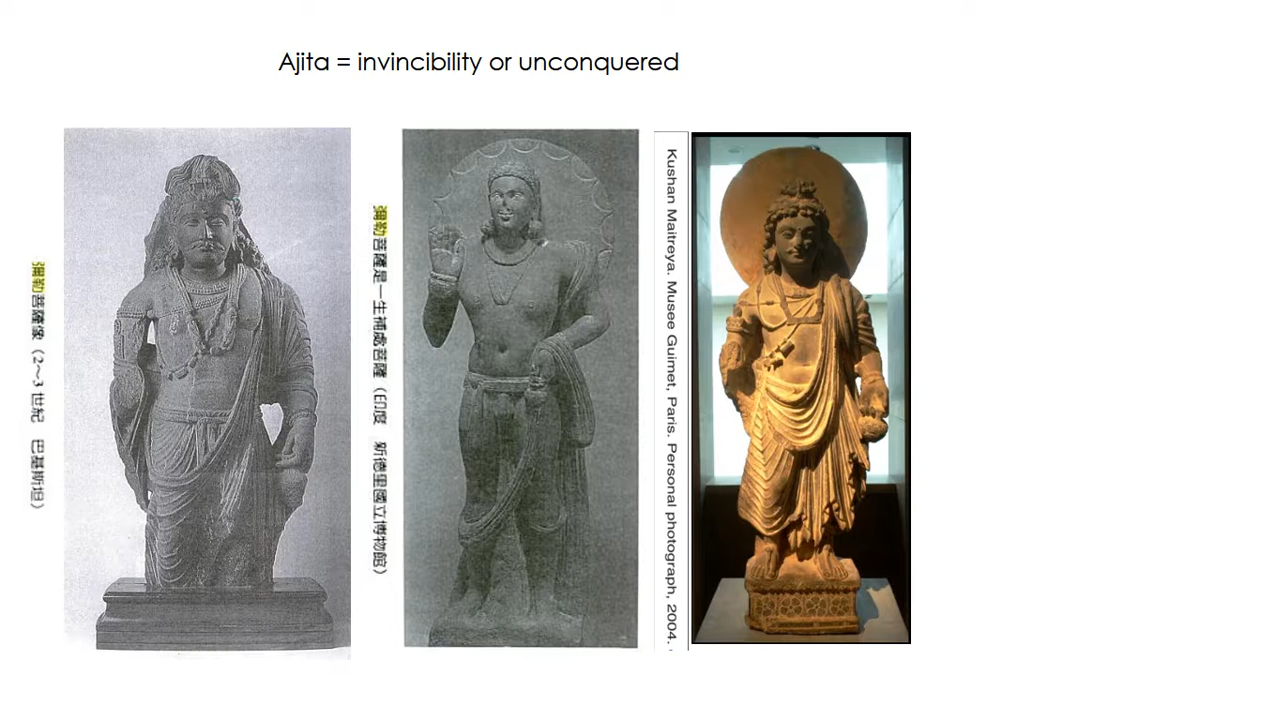 Ajita = invincibility or unconquered
彌勒菩薩像（2～3世紀　巴基斯坦）
彌勒菩薩是一生補處菩薩（印度　新德里國立博物館）
Kushan Maitreya. Musee Guimet, Paris. Personal photograph, 2004.